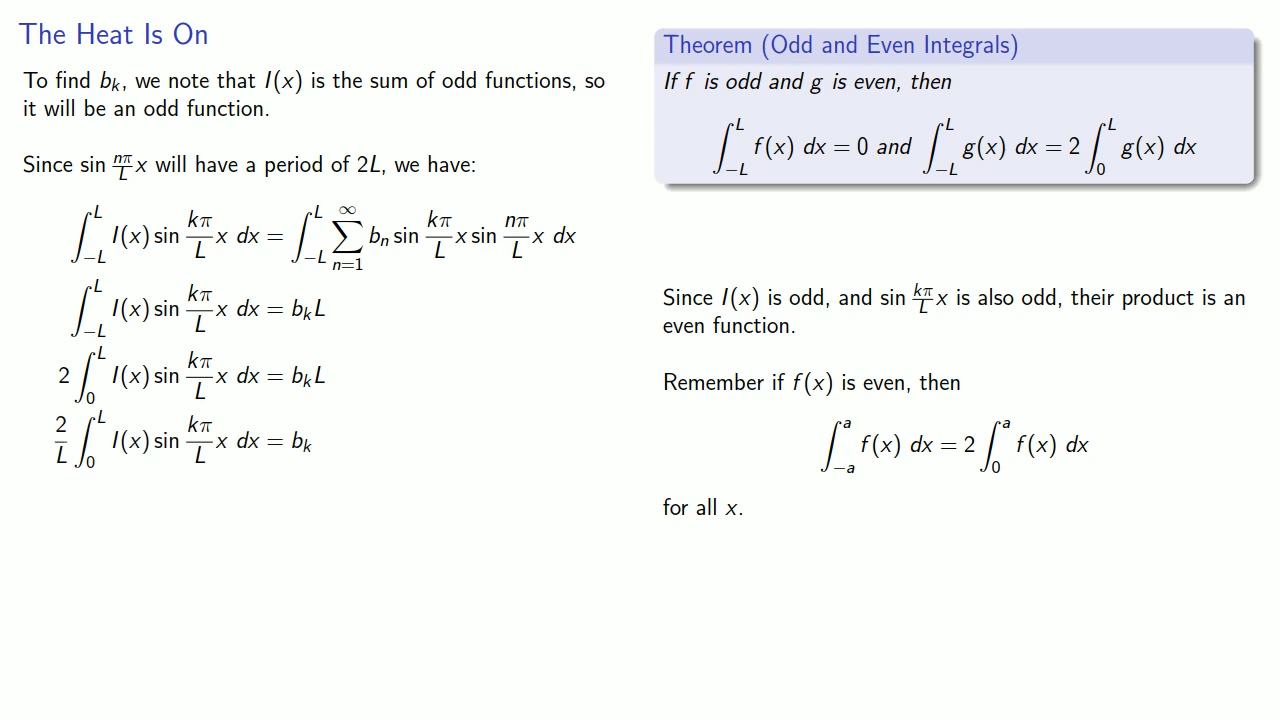 The Heat Is On
To find b_k, we note that I(x) is the sum of odd functions, so
it will be an odd function.
Since sin nπ/L x will have a period of 2L, we have:
∫_{−L}^{L} I(x) sin kπ/L x dx = ∫_{−L}^{L} ∑_{n=1}^{∞} b_n sin kπ/L x sin nπ/L x dx
∫_{−L}^{L} I(x) sin kπ/L x dx = b_k L
2 ∫_0^L I(x) sin kπ/L x dx = b_k L
2/L ∫_0^L I(x) sin kπ/L x dx = b_k
Theorem (Odd and Even Integrals)
If f is odd and g is even, then
∫_{−L}^{L} f(x) dx = 0 and ∫_{−L}^{L} g(x) dx = 2 ∫_0^L g(x) dx
Since I(x) is odd, and sin kπ/L x is also odd, their product is an
even function.
Remember if f(x) is even, then
∫_{−a}^{a} f(x) dx = 2 ∫_0^a f(x) dx
for all x.